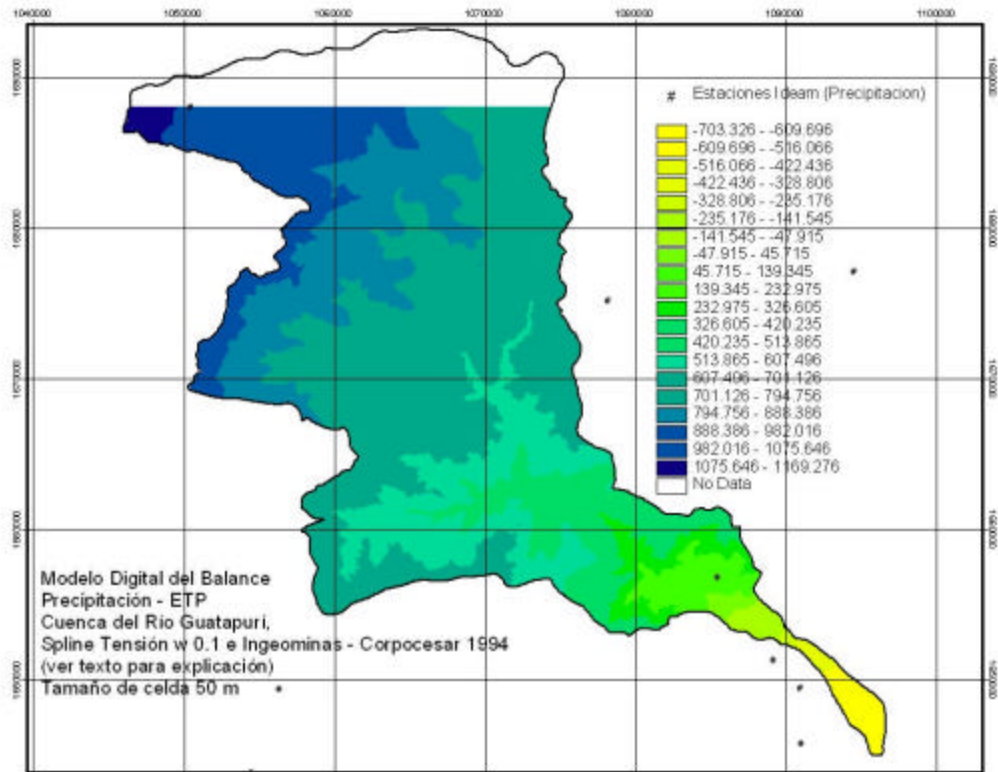 1040000 1050000 1060000 1070000 1080000 1090000 1100000
# Estaciones Ideam (Precipitacion)
-703.326 - -609.696
-609.696 - -516.066
-516.066 - -422.436
-422.436 - -328.806
-328.806 - -235.176
-235.176 - -141.545
-141.545 - -47.915
-47.915 - 45.715
45.715 - 139.345
139.345 - 232.975
232.975 - 326.605
326.605 - 420.235
420.235 - 513.865
513.865 - 607.496
607.496 - 701.126
701.126 - 794.756
794.756 - 888.386
888.386 - 982.016
982.016 - 1075.646
1075.646 - 1169.276
No Data
Modelo Digital del Balance
Precipitación - ETP
Cuenca del Río Guatapurí,
Spline Tensión w 0.1 e Ingeominas - Corpocesar 1994
(ver texto para explicación)
Tamaño de celda 50 m